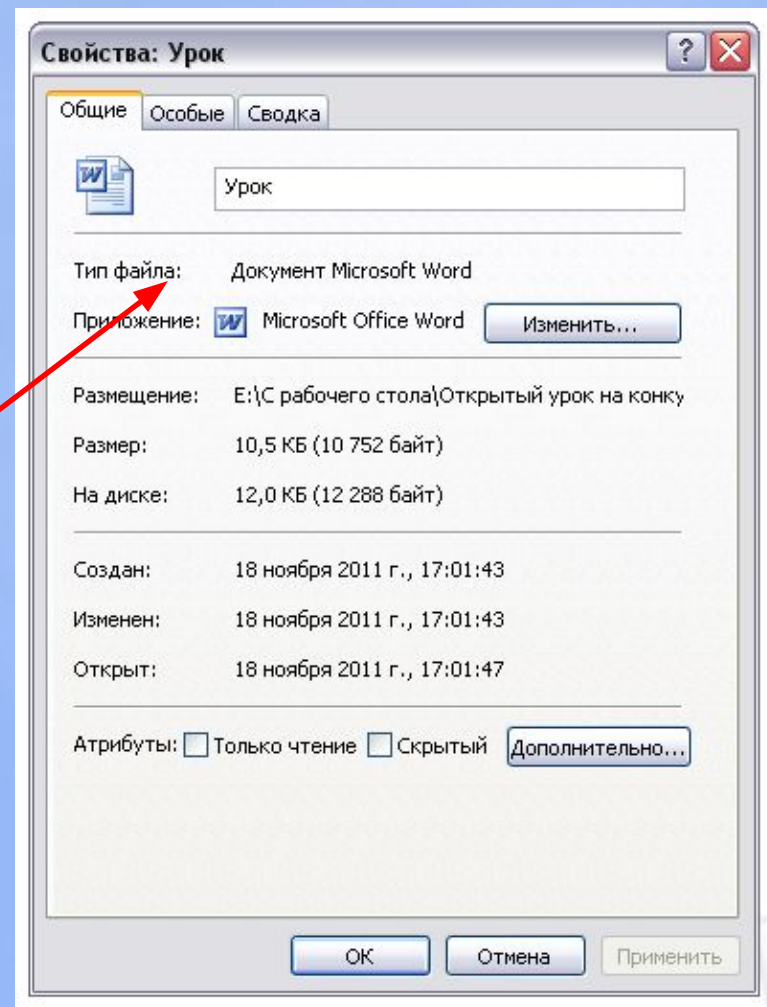 Свойства: Урок
Общие Особые Сводка
Урок
Тип файла: Документ Microsoft Word
Приложение: Microsoft Office Word Изменить...
Размещение: E:\С рабочего стола\Открытый урок на конку
Размер: 10,5 КБ (10 752 байт)
На диске: 12,0 КБ (12 288 байт)
Создан: 18 ноября 2011 г., 17:01:43
Изменен: 18 ноября 2011 г., 17:01:43
Открыт: 18 ноября 2011 г., 17:01:47
Атрибуты: Только чтение Скрытый Дополнительно...
ОК Отмена Применить